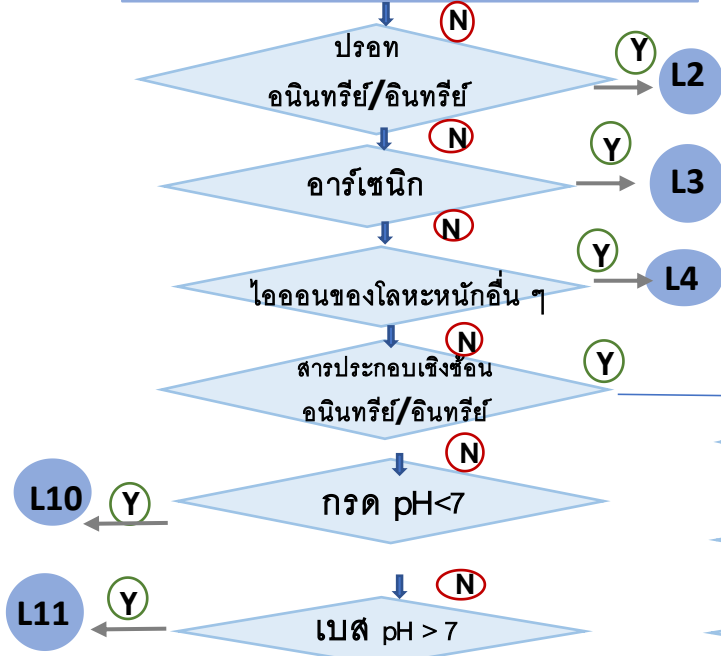 N
ปรอท
อนินทรีย์/อินทรีย์
Y
L2
N
อาร์เซนิก
Y
L3
N
ไอออนของโลหะหนักอื่น ๆ
Y
L4
N
สารประกอบเชิงซ้อน
อนินทรีย์/อินทรีย์
Y
N
กรด pH<7
Y
L10
N
เบส pH > 7
Y
L11